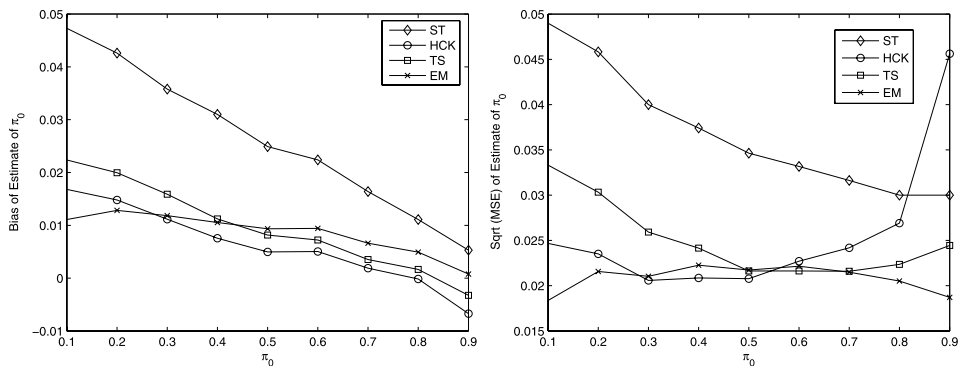 0.05
0.04
0.03
0.02
0.01
0
−0.01
Bias of Estimate of π0
0.1 0.2 0.3 0.4 0.5 0.6 0.7 0.8 0.9
π0
ST
HCK
TS
EM
0.05
0.045
0.04
0.035
0.03
0.025
0.02
0.015
Sqrt (MSE) of Estimate of π0
0.1 0.2 0.3 0.4 0.5 0.6 0.7 0.8 0.9
π0
ST
HCK
TS
EM